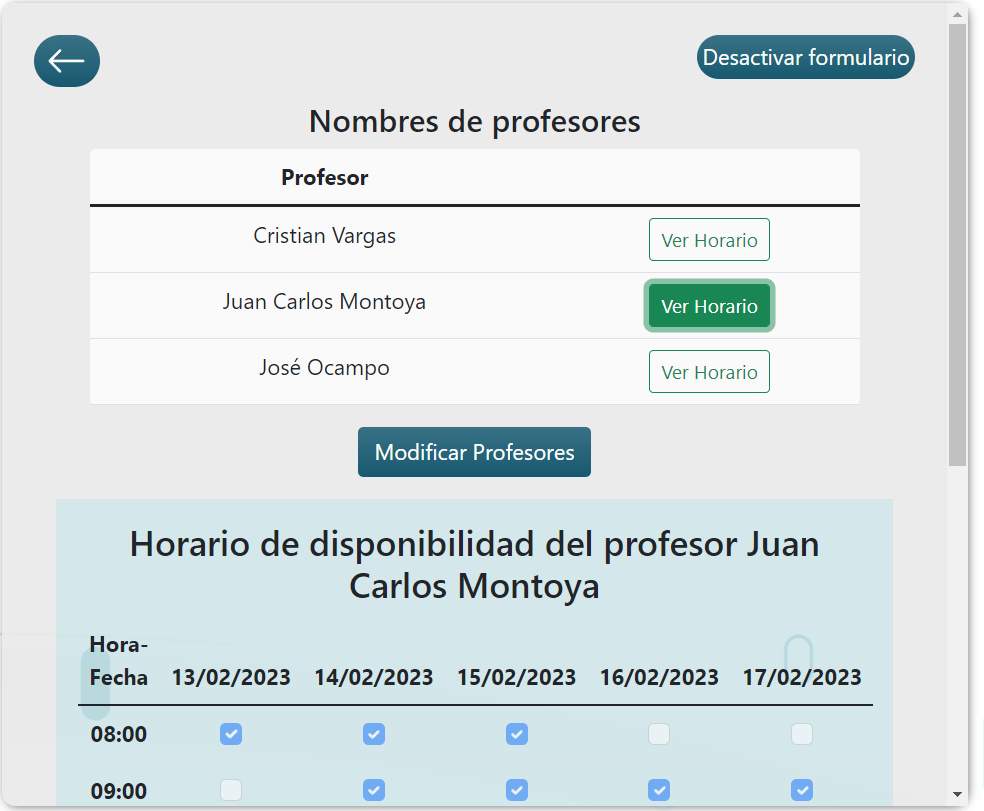 Desactivar formulario
Nombres de profesores
Profesor
Cristian Vargas Ver Horario
Juan Carlos Montoya Ver Horario
José Ocampo Ver Horario
Modificar Profesores
Horario de disponibilidad del profesor Juan
Carlos Montoya
Hora-
Fecha 13/02/2023 14/02/2023 15/02/2023 16/02/2023 17/02/2023
08:00
09:00